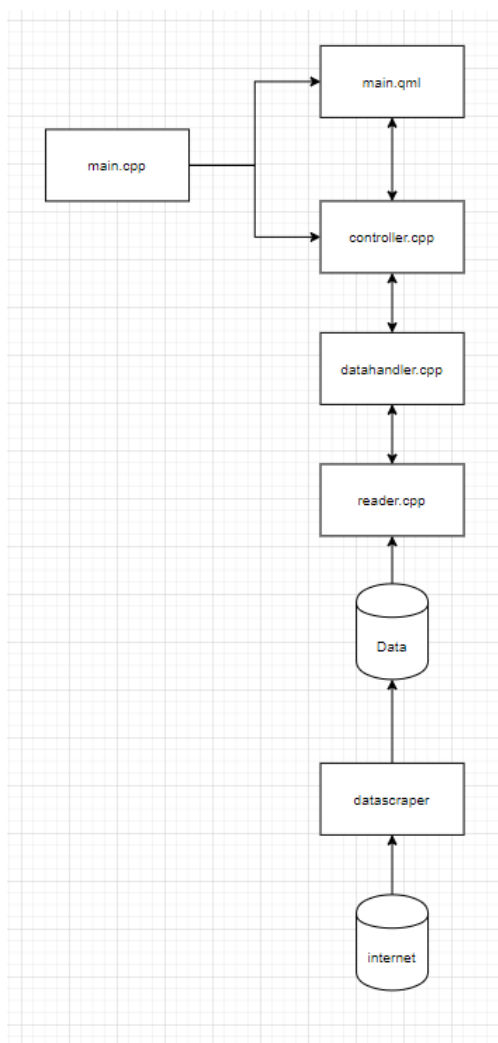 main.qml
main.cpp
controller.cpp
datahandler.cpp
reader.cpp
Data
datascraper
internet